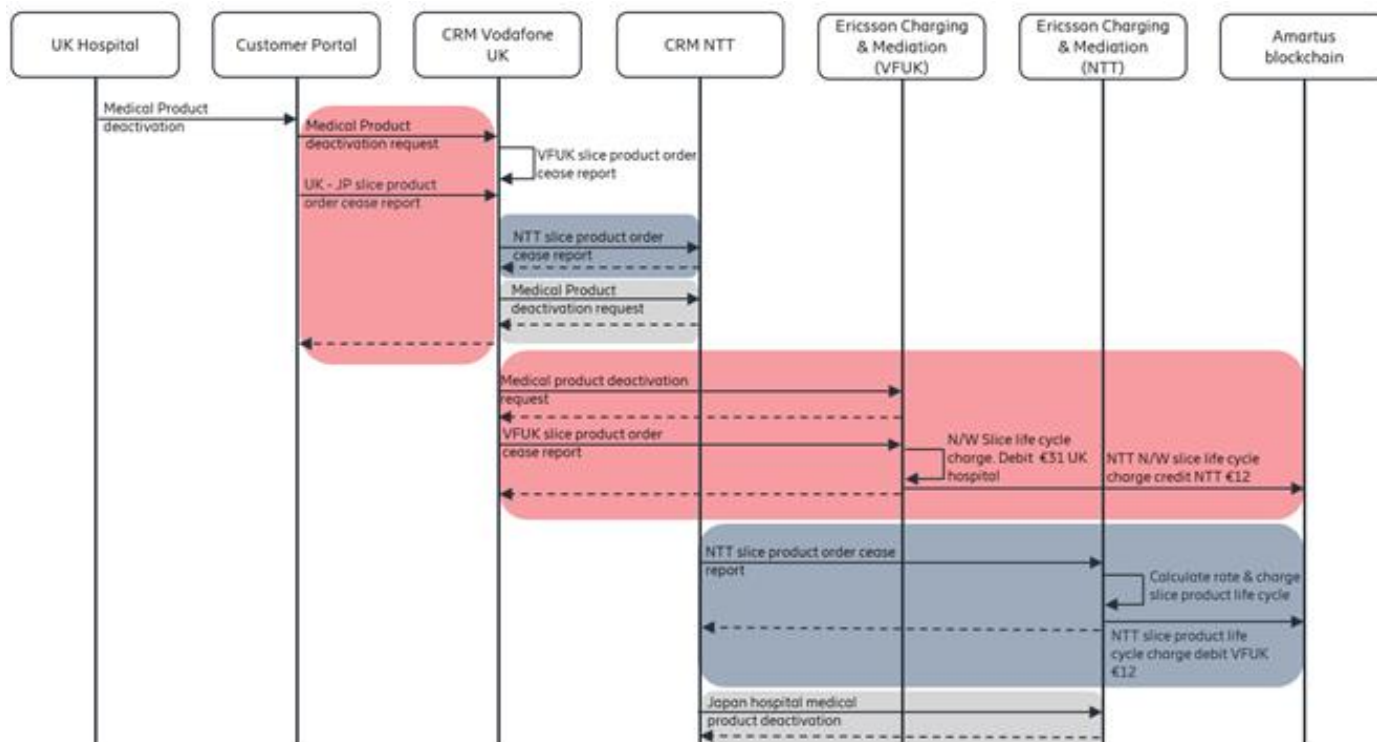 UK Hospital
Customer Portal
CRM Vodafone
UK
CRM NTT
Ericsson Charging
& Mediation
(VFUK)
Ericsson Charging
& Mediation
(NTT)
Amartus
blockchain
Medical Product
deactivation
Medical Product
deactivation request
VFUK slice product order
cease report
UK - JP slice product
order cease report
NTT slice product order
cease report
Medical Product
deactivation request
Medical product deactivation
request
VFUK slice product order
cease report
N/W Slice life cycle
charge. Debit €31 UK
hospital
NTT N/W slice life cycle
charge credit NTT €12
NTT slice product order cease
report
Calculate rate & charge
slice product life cycle
NTT slice product life
cycle charge debit VFUK
€12
Japan hospital medical
product deactivation